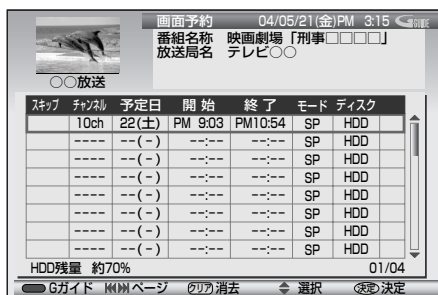 画面予約 04/05/21(金)PM 3:15 GGUIDE
番組名称 映画劇場「刑事□□□□」
放送局名 テレビ○○
○○放送
スキップ チャンネル 予定日 開 始 終 了 モード ディスク
10ch 22(土) PM 9:03 PM10:54 SP HDD
---- --( - ) --:-- --:-- SP HDD
---- --( - ) --:-- --:-- SP HDD
---- --( - ) --:-- --:-- SP HDD
---- --( - ) --:-- --:-- SP HDD
---- --( - ) --:-- --:-- SP HDD
---- --( - ) --:-- --:-- SP HDD
---- --( - ) --:-- --:-- SP HDD
HDD残量 約70% 01/04
Gガイド ページ クリア 消去 選択 決定 決定